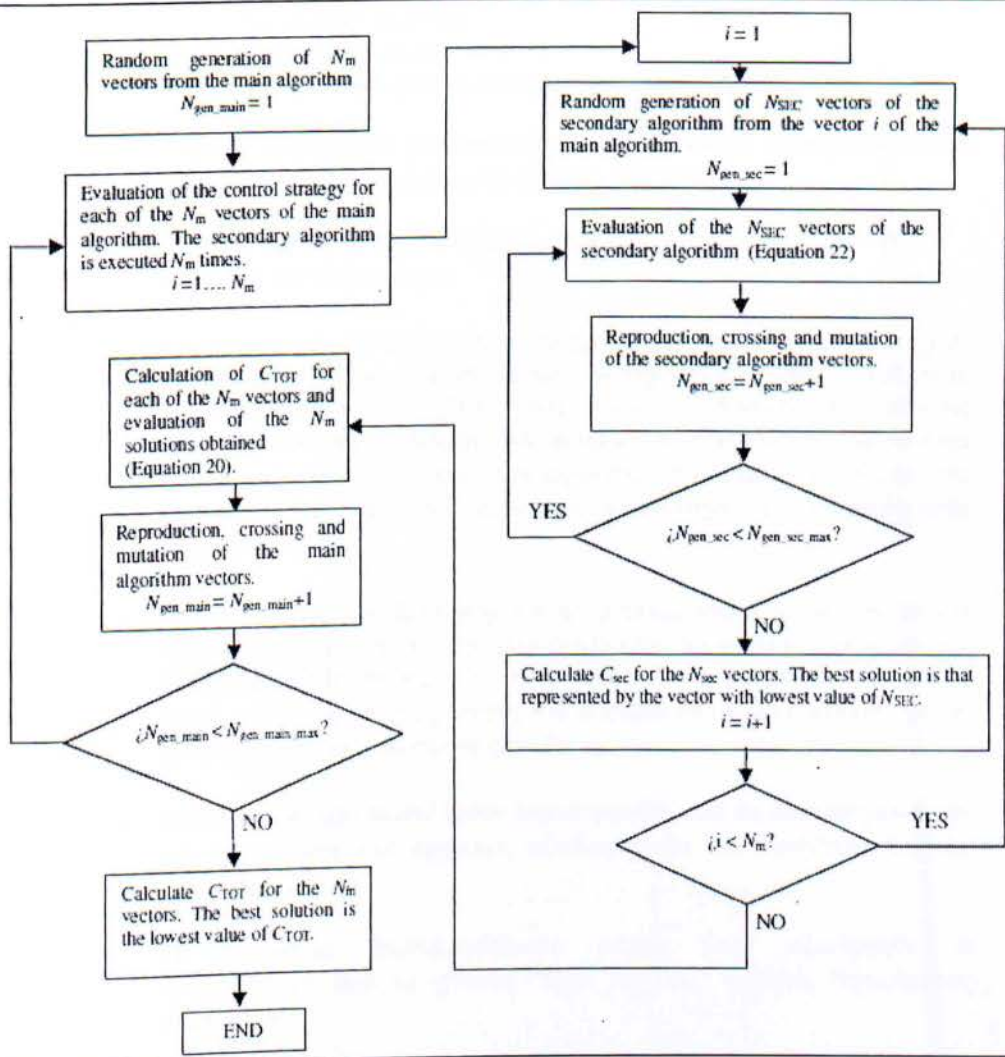 Random generation of Nm
vectors from the main algorithm
Ngen_main = 1
Evaluation of the control strategy for
each of the Nm vectors of the main
algorithm. The secondary algorithm
is executed Nm times.
i=1.... Nm
Calculation of CTOT for
each of the Nm vectors and
evaluation of the Nm
solutions obtained
(Equation 20).
Reproduction, crossing and
mutation of the main
algorithm vectors.
Ngen_main = Ngen_main+1
¿Ngen_main < Ngen_main_max?
NO
Calculate CTOT for the Nm
vectors. The best solution is
the lowest value of CTOT.
END
i = 1
Random generation of NSEC vectors of the
secondary algorithm from the vector i of the
main algorithm.
Ngen_sec = 1
Evaluation of the NSEC vectors of the
secondary algorithm (Equation 22)
Reproduction, crossing and mutation
of the secondary algorithm vectors.
Ngen_sec = Ngen_sec+1
YES
¿Ngen_sec < Ngen_sec_max?
NO
Calculate Csec for the Nsec vectors. The best solution is that
represented by the vector with lowest value of NSEC.
i = i+1
YES
¿i < Nm?
NO